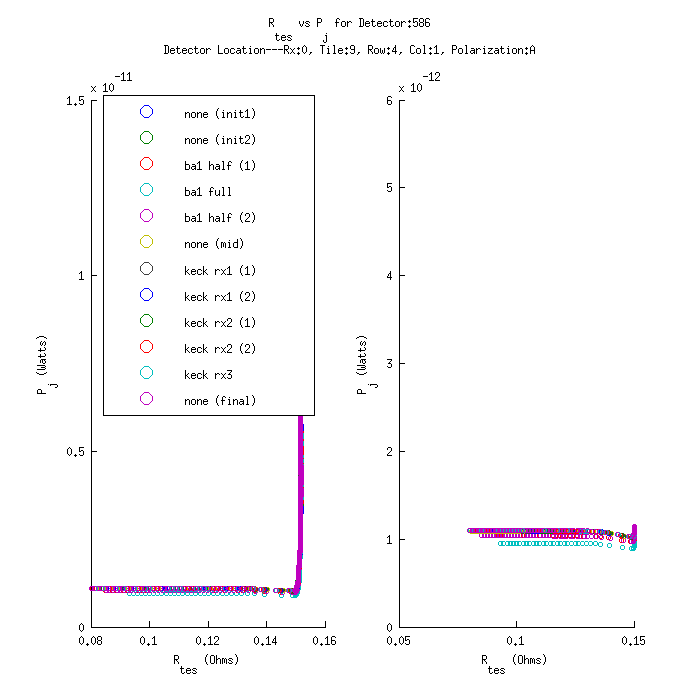 R tes vs P j for Detector:586
Detector Location---Rx:0, Tile:9, Row:4, Col:1, Polarization:A
x 10^-11
1.5
1
0.5
0
0.08 0.1 0.12 0.14 0.16
R tes (Ohms)
P j (Watts)
none (init1)
none (init2)
ba1 half (1)
ba1 full
ba1 half (2)
none (mid)
keck rx1 (1)
keck rx1 (2)
keck rx2 (1)
keck rx2 (2)
keck rx3
none (final)
x 10^-12
6
5
4
3
2
1
0
0.05 0.1 0.15
R tes (Ohms)
P j (Watts)